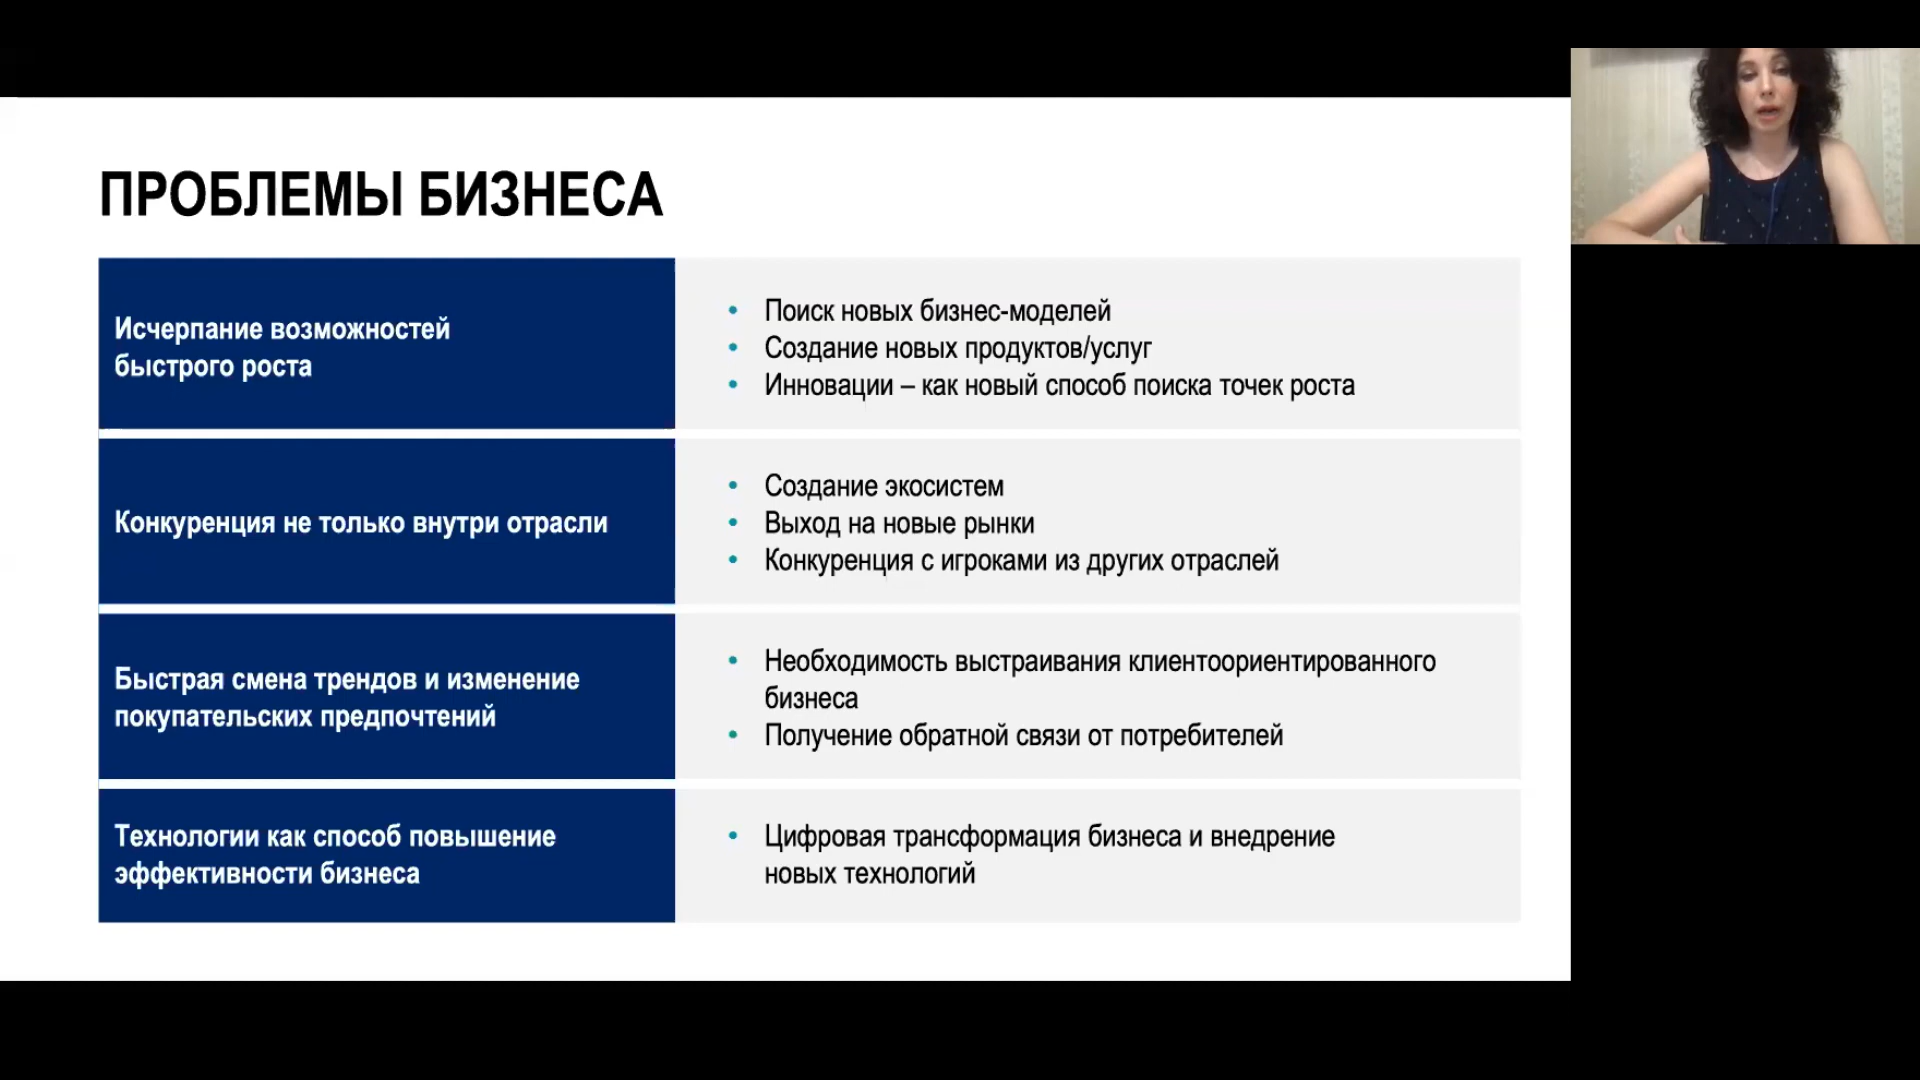 ПРОБЛЕМЫ БИЗНЕСА
Исчерпание возможностей
быстрого роста
• Поиск новых бизнес-моделей
• Создание новых продуктов/услуг
• Инновации – как новый способ поиска точек роста
Конкуренция не только внутри отрасли
• Создание экосистем
• Выход на новые рынки
• Конкуренция с игроками из других отраслей
Быстрая смена трендов и изменение
покупательских предпочтений
• Необходимость выстраивания клиентоориентированного
бизнеса
• Получение обратной связи от потребителей
Технологии как способ повышение
эффективности бизнеса
• Цифровая трансформация бизнеса и внедрение
новых технологий